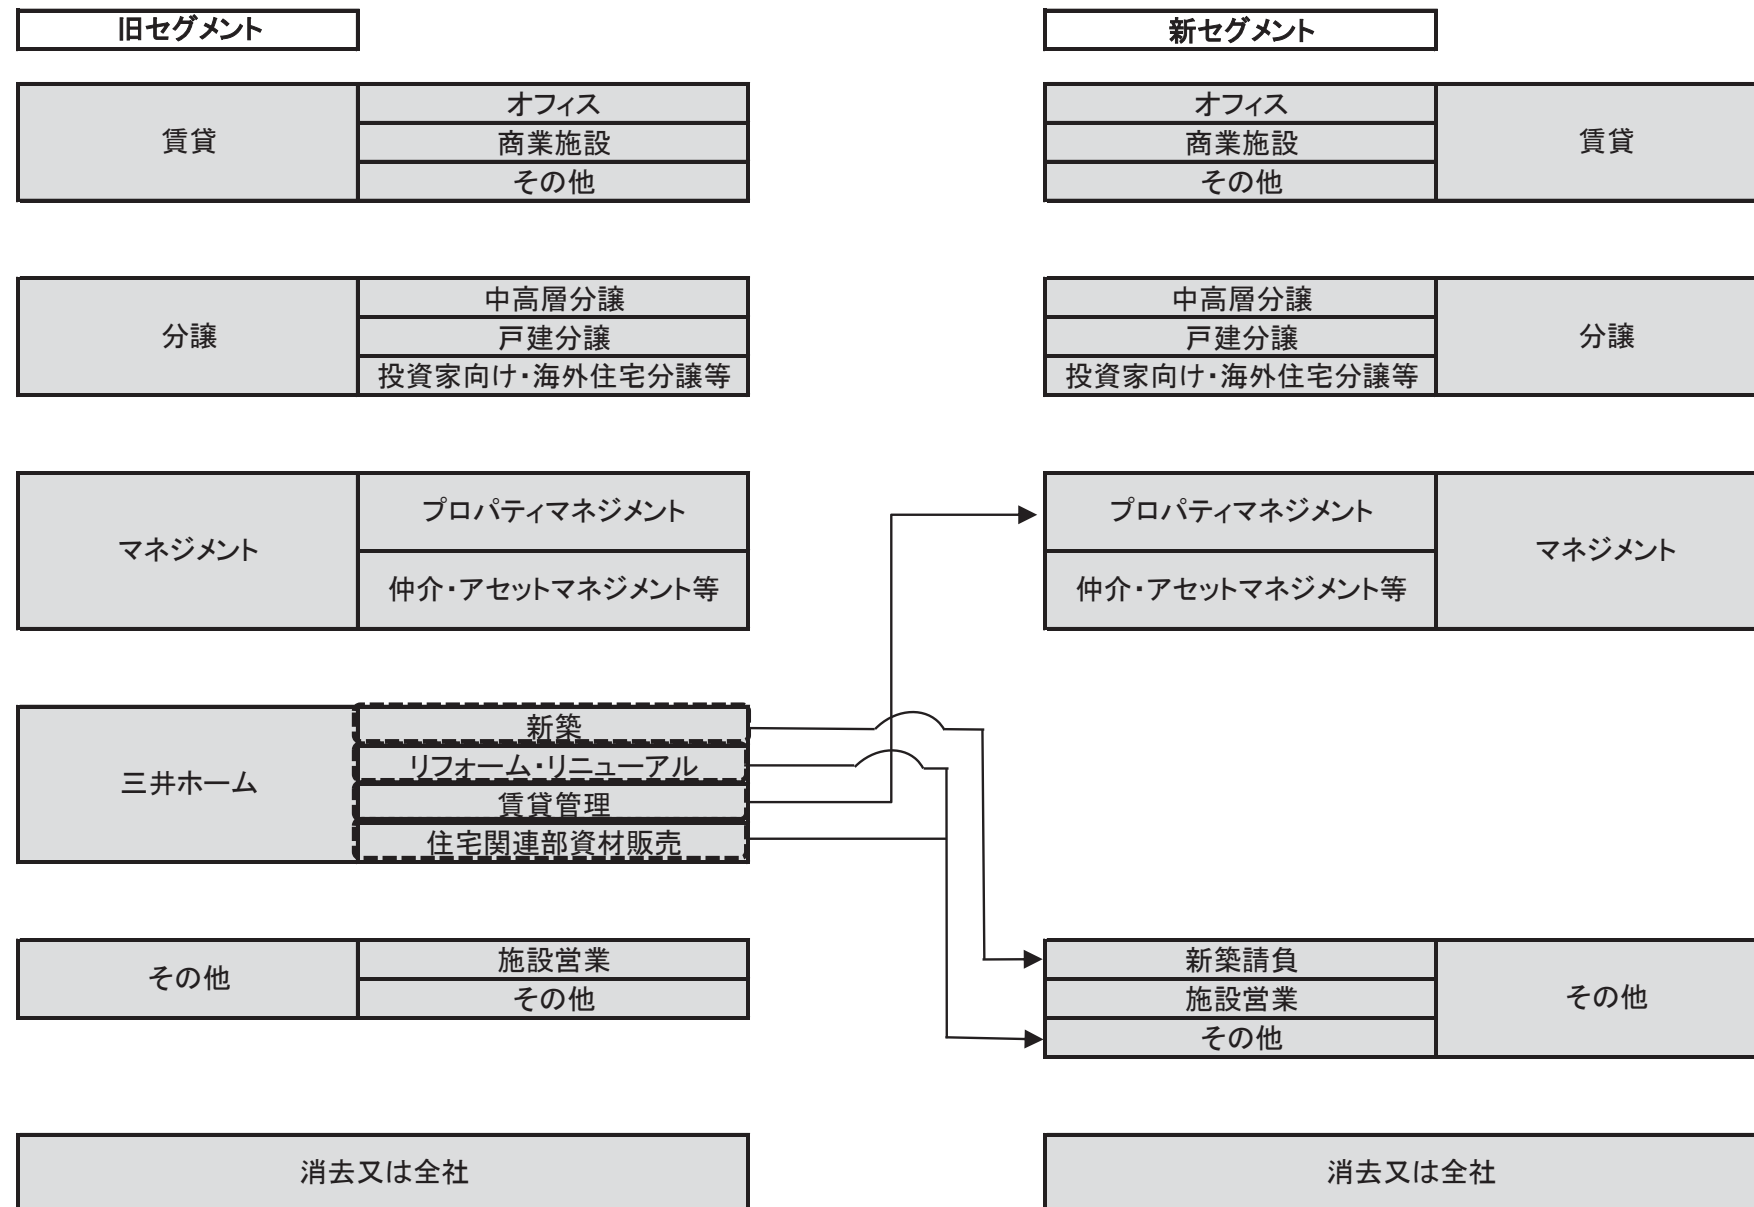 旧セグメント
新セグメント
賃貸
オフィス
商業施設
その他
オフィス
商業施設
その他
賃貸
分譲
中高層分譲
戸建分譲
投資家向け・海外住宅分譲等
中高層分譲
戸建分譲
投資家向け・海外住宅分譲等
分譲
マネジメント
プロパティマネジメント
仲介・アセットマネジメント等
プロパティマネジメント
仲介・アセットマネジメント等
マネジメント
三井ホーム
新築
リフォーム・リニューアル
賃貸管理
住宅関連部資材販売
その他
施設営業
その他
新築請負
施設営業
その他
その他
消去又は全社
消去又は全社